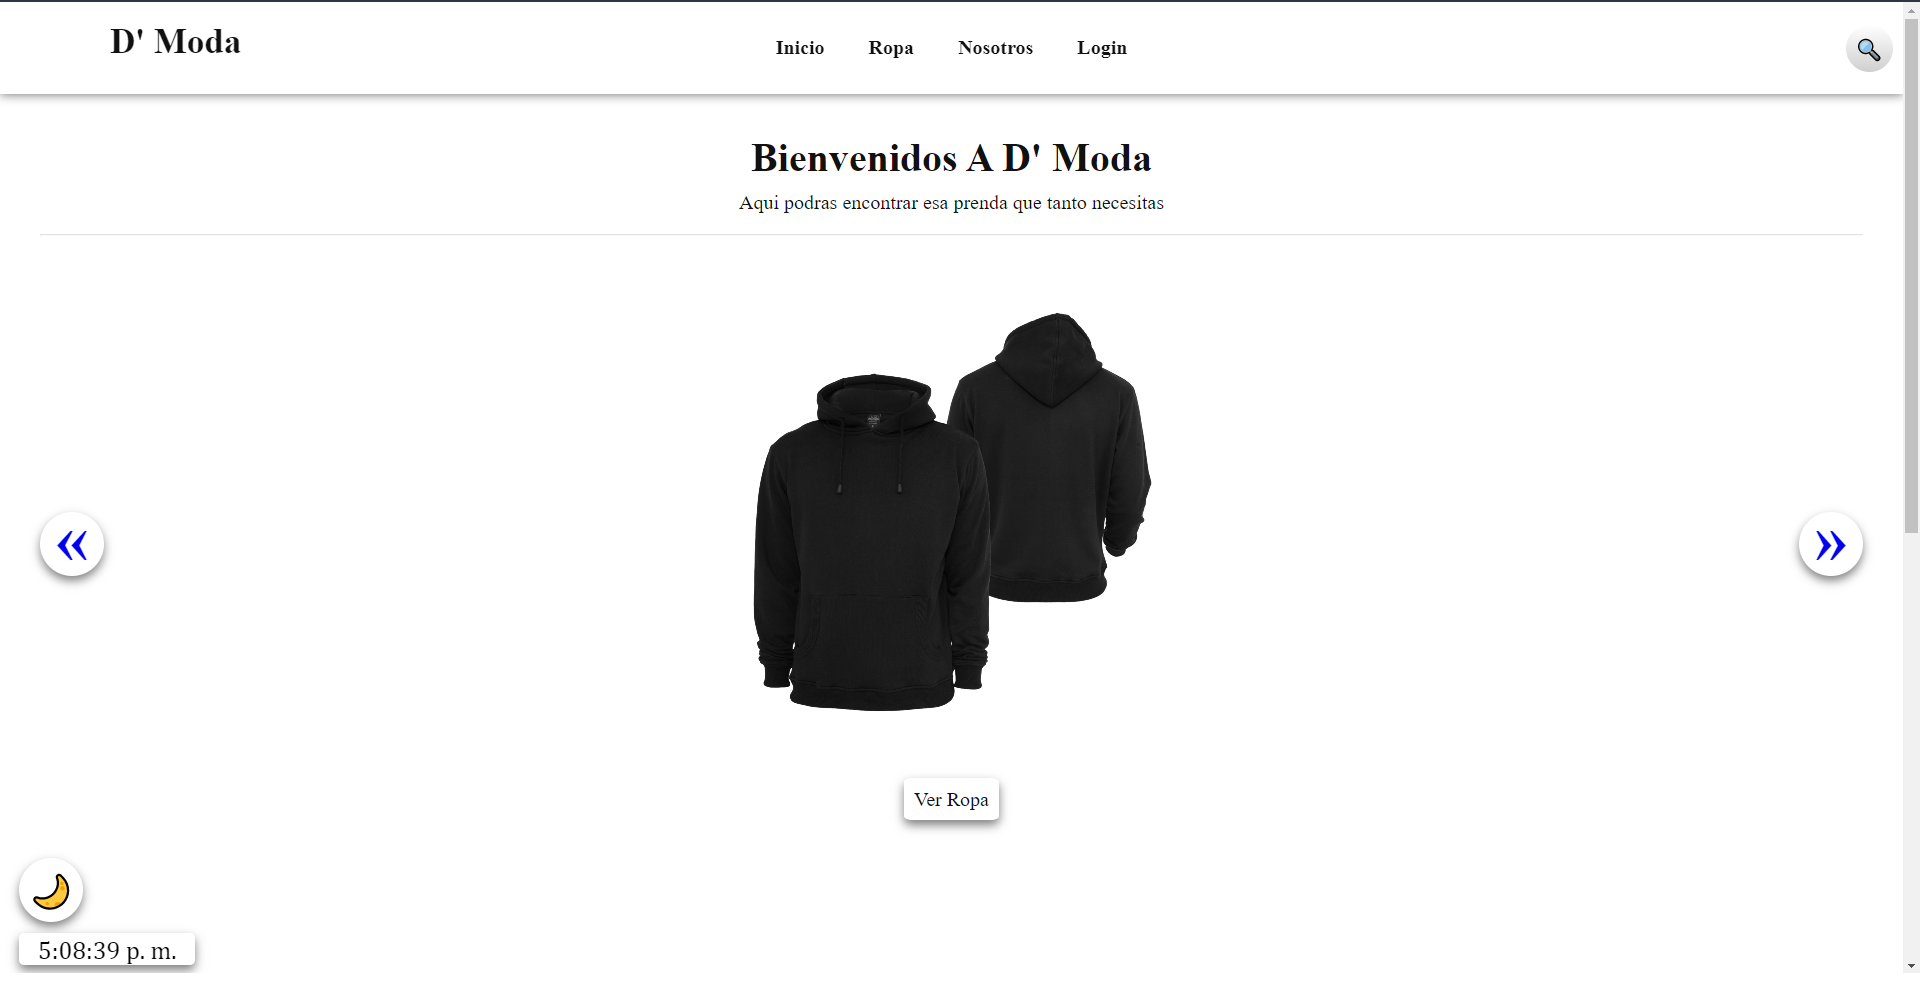 D' Moda
Inicio Ropa Nosotros Login
Bienvenidos A D' Moda
Aqui podras encontrar esa prenda que tanto necesitas
« »
Ver Ropa
5:08:39 p. m.